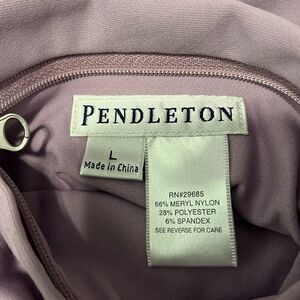 PENDLETON
L
Made in China
RN#29685
66% MERYL NYLON
28% POLYESTER
6% SPANDEX
SEE REVERSE FOR CARE